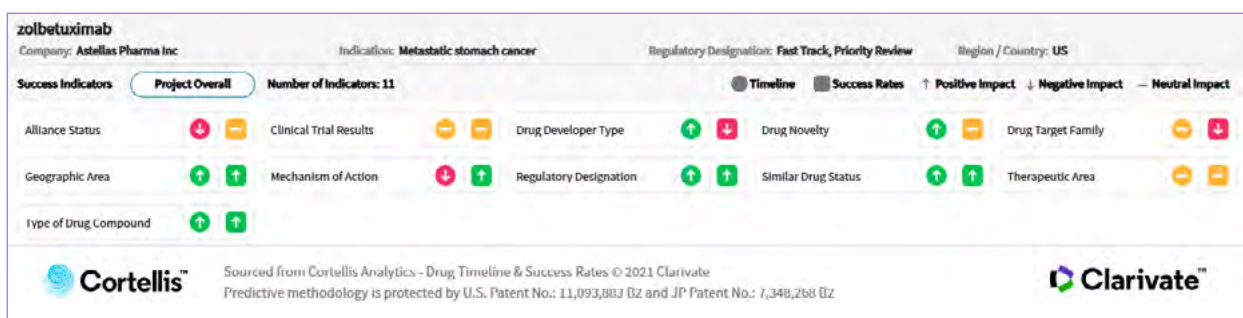 zolbetuximab
Company: Astellas Pharma Inc Indication: Metastatic stomach cancer Regulatory Designation: Fast Track, Priority Review Region / Country: US
Success Indicators Project Overall Number of Indicators: 11 Timeline Success Rates ↑ Positive Impact ↓ Negative Impact — Neutral Impact
Alliance Status Clinical Trial Results Drug Developer Type Drug Novelty Drug Target Family
Geographic Area Mechanism of Action Regulatory Designation Similar Drug Status Therapeutic Area
Type of Drug Compound
Cortellis™ Sourced from Cortellis Analytics - Drug Timeline & Success Rates © 2021 Clarivate
Predictive methodology is protected by U.S. Patent No.: 11,093,883 B2 and JP Patent No.: 7,348,268 B2
Clarivate™